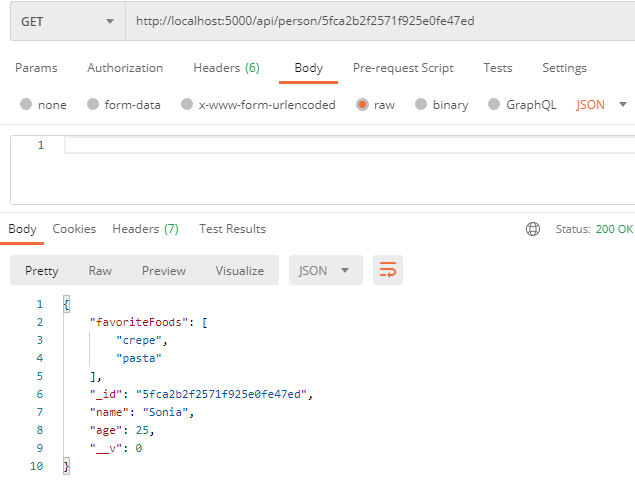 GET http://localhost:5000/api/person/5fca2b2f2571f925e0fe47ed
Params Authorization Headers (6) Body Pre-request Script Tests Settings
none form-data x-www-form-urlencoded raw binary GraphQL JSON
1
Body Cookies Headers (7) Test Results Status: 200 OK
Pretty Raw Preview Visualize JSON
1 {
2 "favoriteFoods": [
3 "crepe",
4 "pasta"
5 ],
6 "_id": "5fca2b2f2571f925e0fe47ed",
7 "name": "Sonia",
8 "age": 25,
9 "__v": 0
10 }